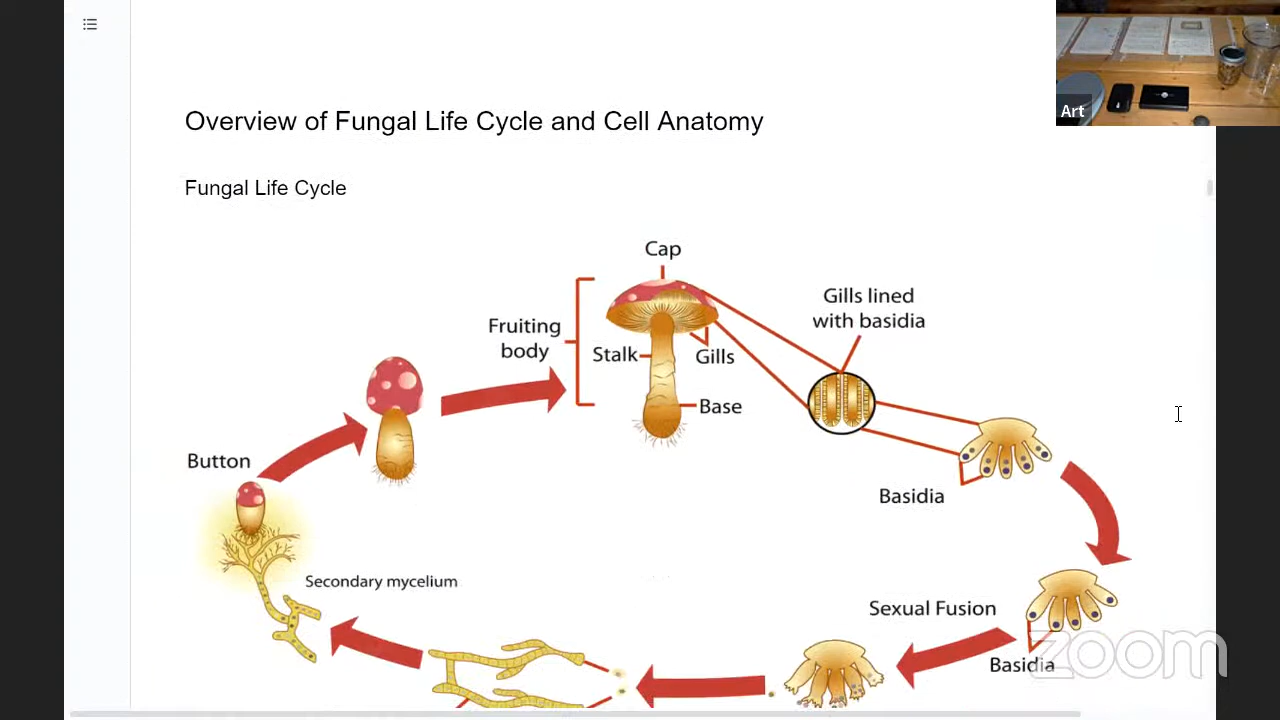 Art
Overview of Fungal Life Cycle and Cell Anatomy
Fungal Life Cycle
Cap
Gills lined
with basidia
Fruiting
body
Stalk
Gills
Base
Button
Basidia
Secondary mycelium
Sexual Fusion
Basidia
zoom